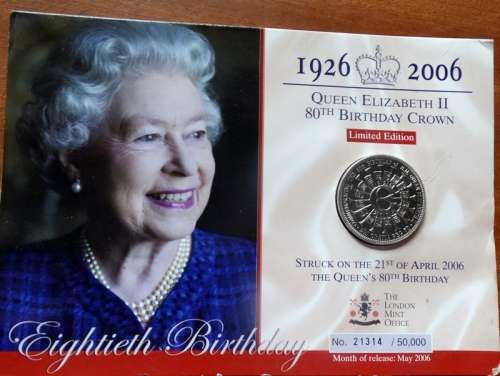 1926 2006
QUEEN ELIZABETH II
80TH BIRTHDAY CROWN
Limited Edition
STRUCK ON THE 21ST OF APRIL 2006
THE QUEEN'S 80TH BIRTHDAY
THE
LONDON
MINT
OFFICE
No. 21314 / 50,000
Month of release: May 2006
Eightieth Birthday